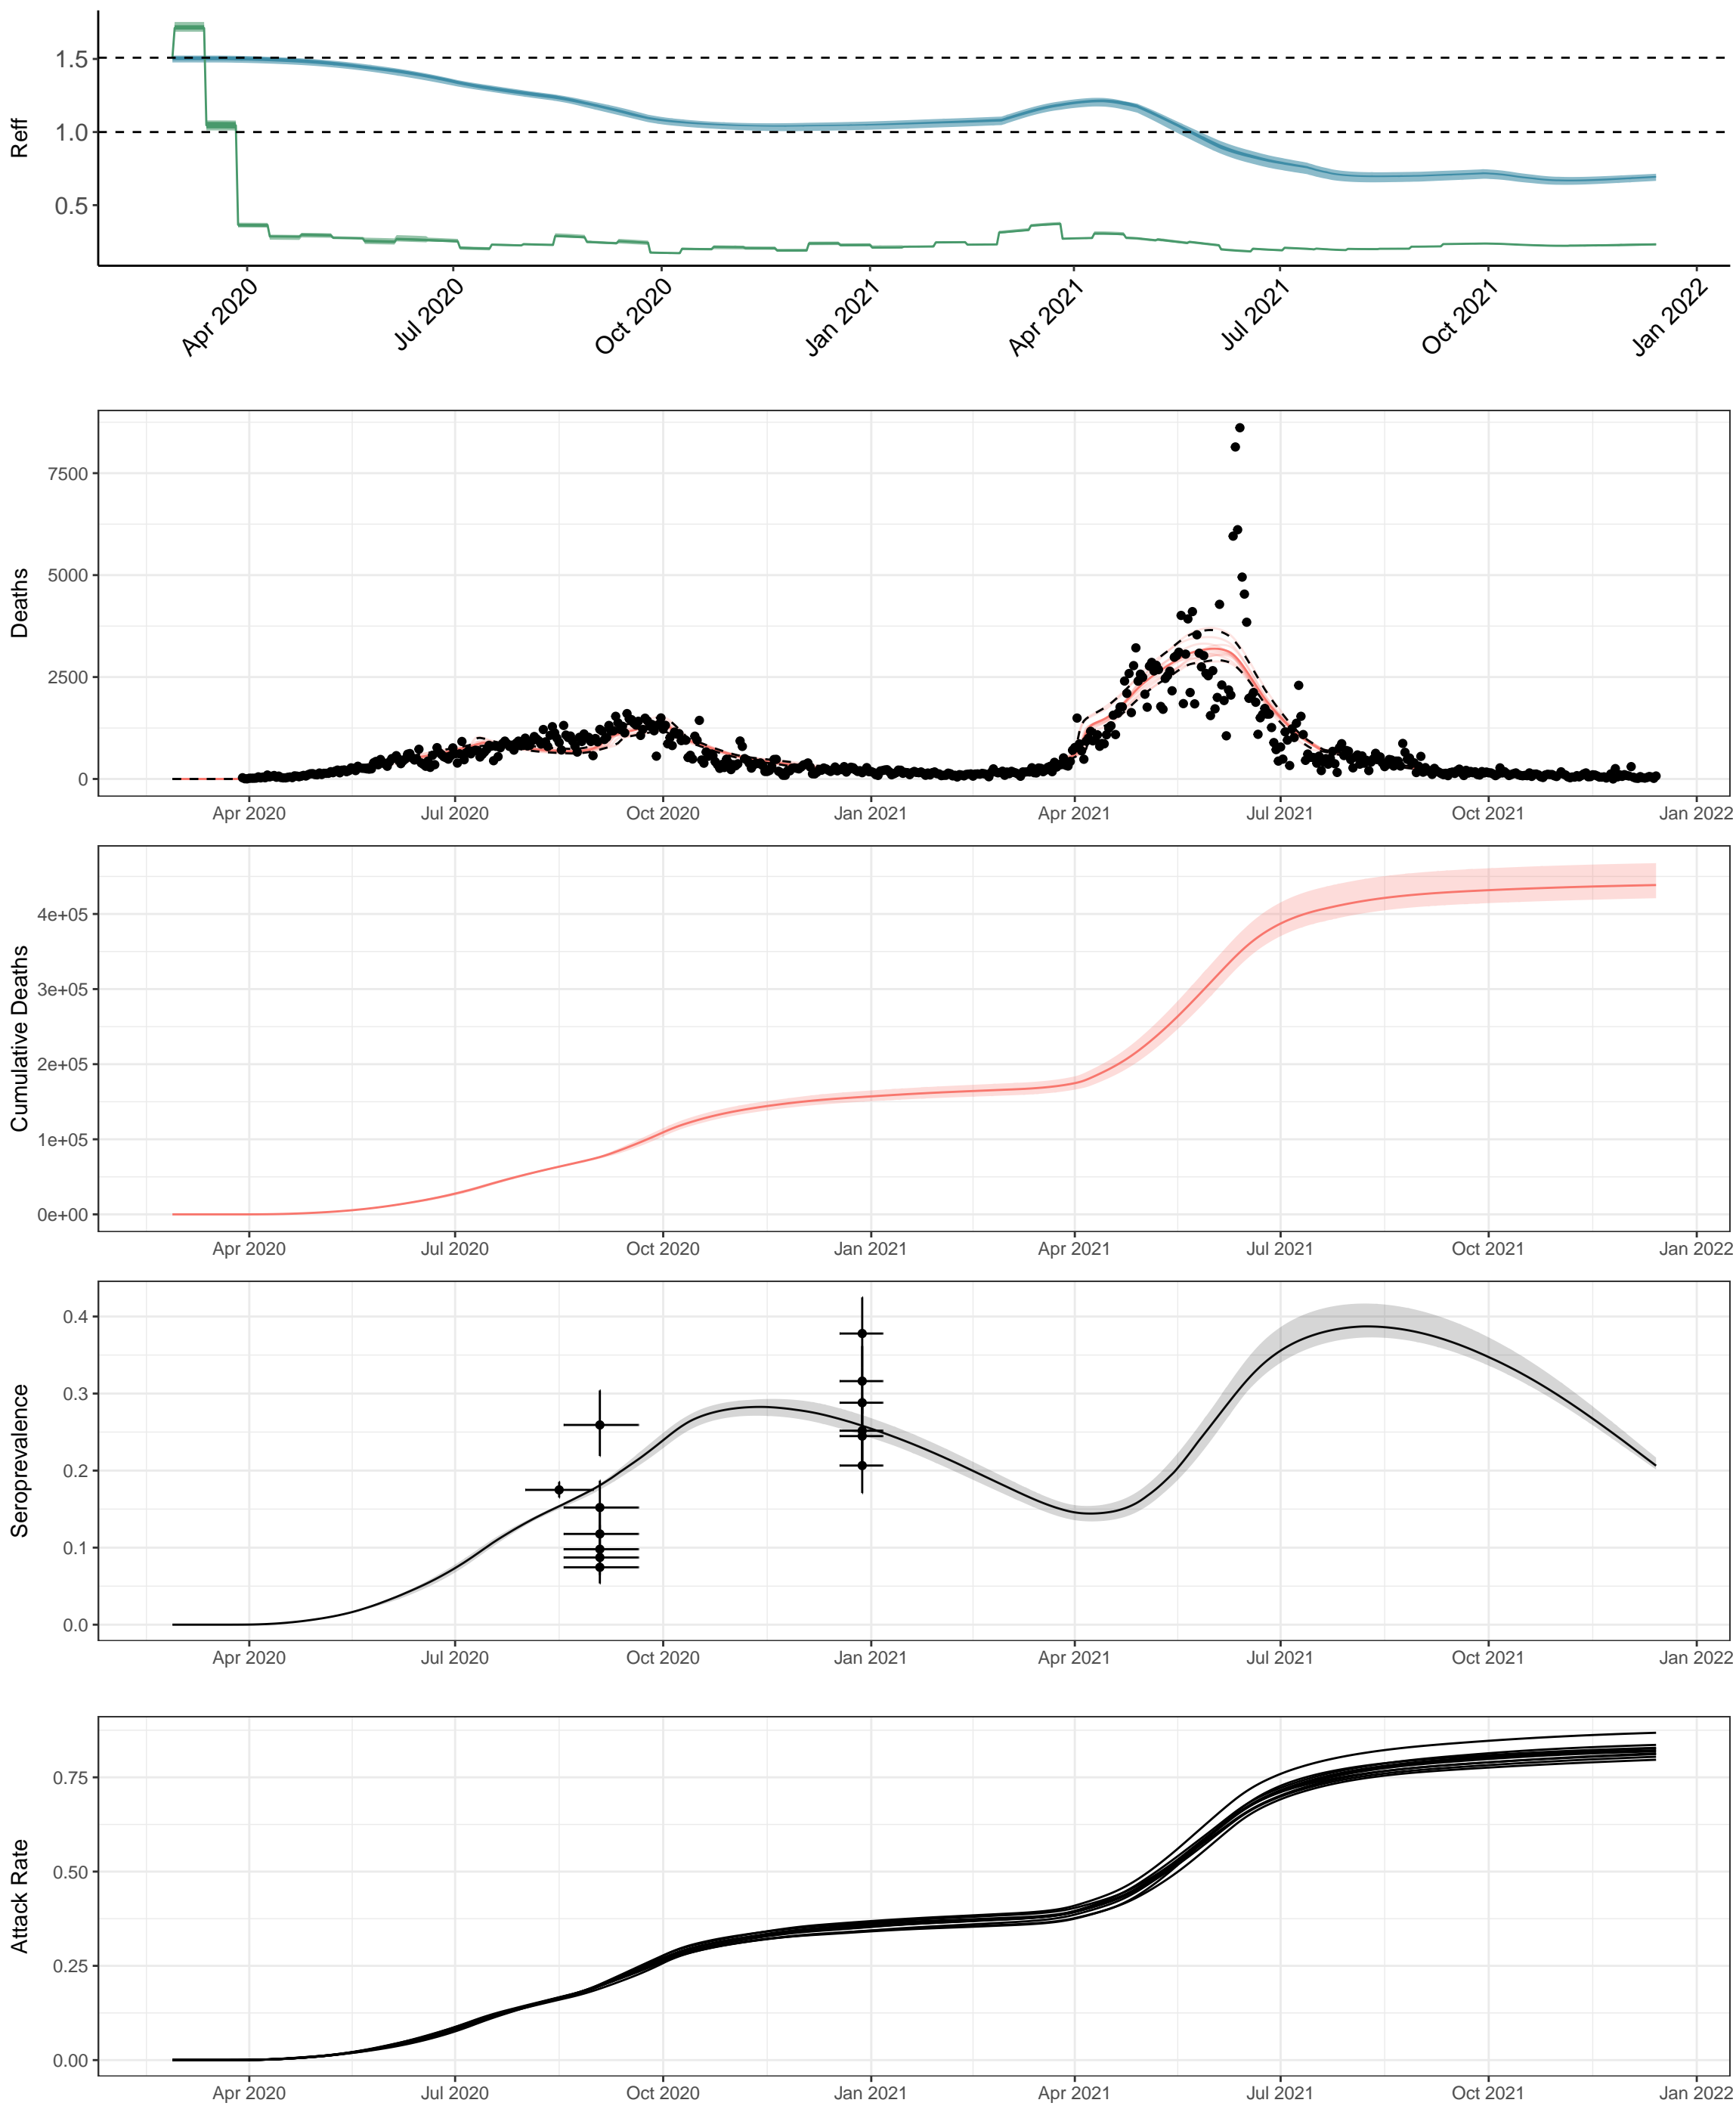 Reff
1.5
1.0
0.5
Apr 2020
Jul 2020
Oct 2020
Jan 2021
Apr 2021
Jul 2021
Oct 2021
Jan 2022
Deaths
7500
5000
2500
0
Apr 2020
Jul 2020
Oct 2020
Jan 2021
Apr 2021
Jul 2021
Oct 2021
Jan 2022
Cumulative Deaths
4e+05
3e+05
2e+05
1e+05
0e+00
Apr 2020
Jul 2020
Oct 2020
Jan 2021
Apr 2021
Jul 2021
Oct 2021
Jan 2022
Seroprevalence
0.4
0.3
0.2
0.1
0.0
Apr 2020
Jul 2020
Oct 2020
Jan 2021
Apr 2021
Jul 2021
Oct 2021
Jan 2022
Attack Rate
0.75
0.50
0.25
0.00
Apr 2020
Jul 2020
Oct 2020
Jan 2021
Apr 2021
Jul 2021
Oct 2021
Jan 2022